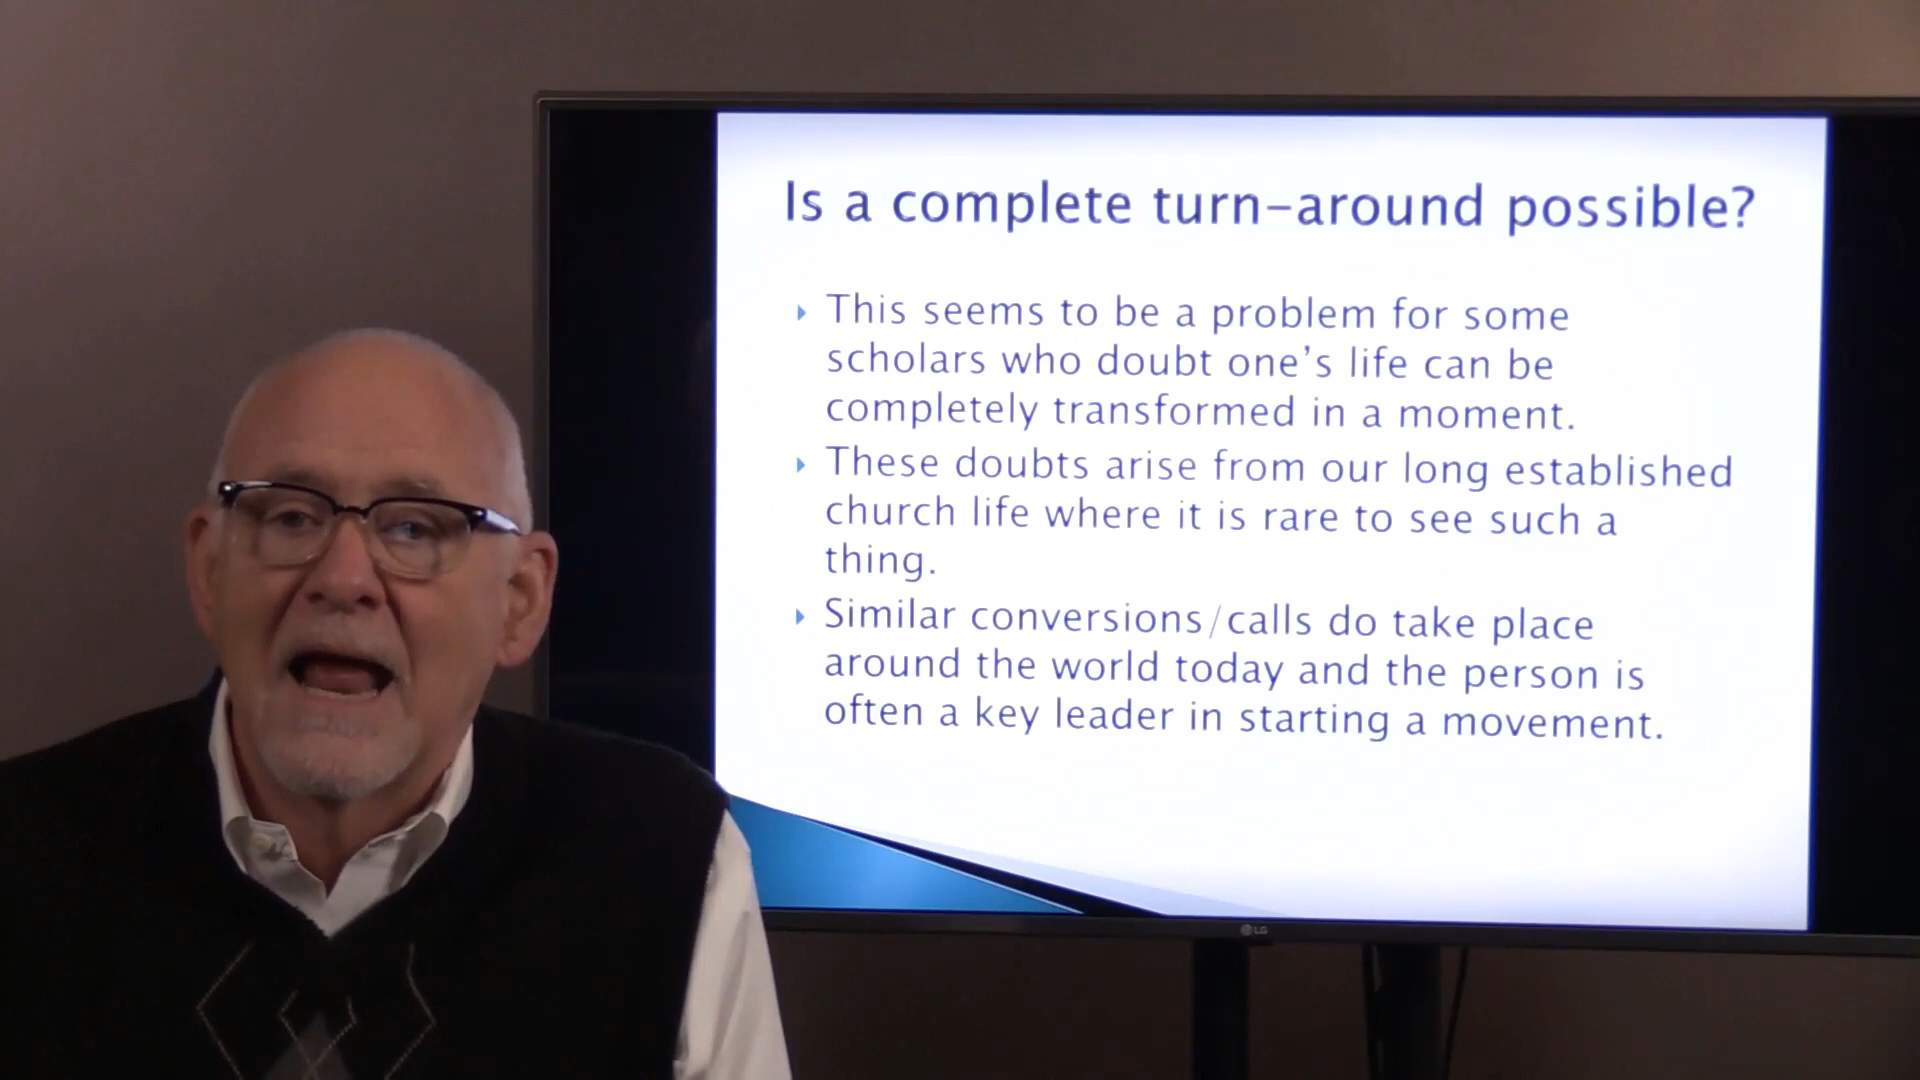 Is a complete turn-around possible?
This seems to be a problem for some
scholars who doubt one's life can be
completely transformed in a moment.
These doubts arise from our long established
church life where it is rare to see such a
thing.
Similar conversions/calls do take place
around the world today and the person is
often a key leader in starting a movement.
LG